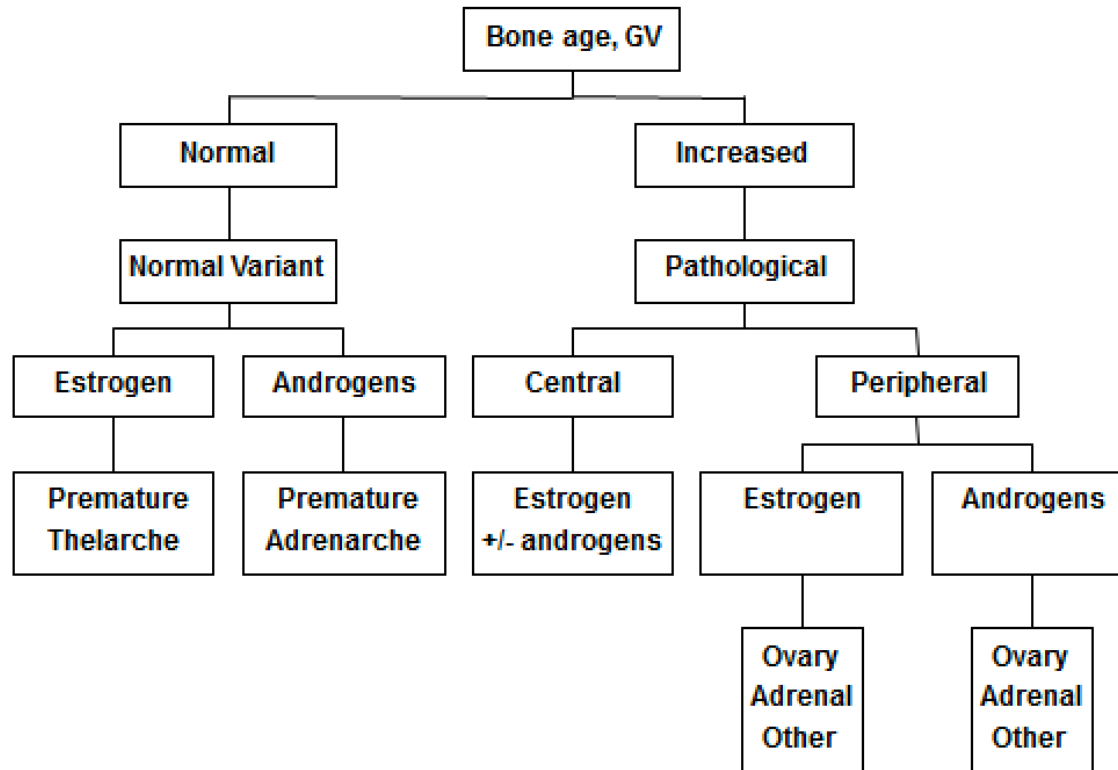 Bone age, GV
Normal
Increased
Normal Variant
Pathological
Estrogen
Androgens
Central
Peripheral
Premature
Thelarche
Premature
Adrenarche
Estrogen
+/- androgens
Estrogen
Androgens
Ovary
Adrenal
Other
Ovary
Adrenal
Other